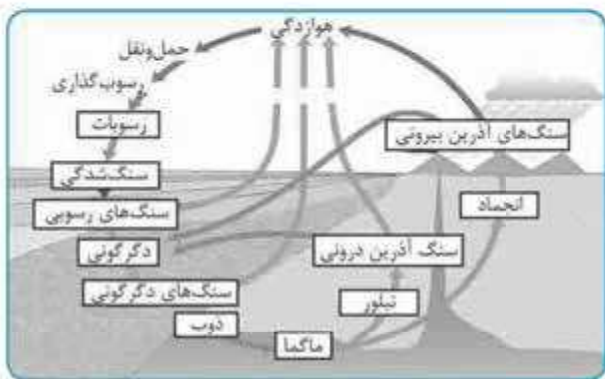 هوازدگی
حمل‌ونقل
رسوب‌گذاری
رسوبات
سنگ‌شدگی
سنگ‌های رسوبی
دگرگونی
سنگ‌های دگرگونی
ذوب
ماگما
تبلور
سنگ آذرین درونی
انجماد
سنگ‌های آذرین بیرونی